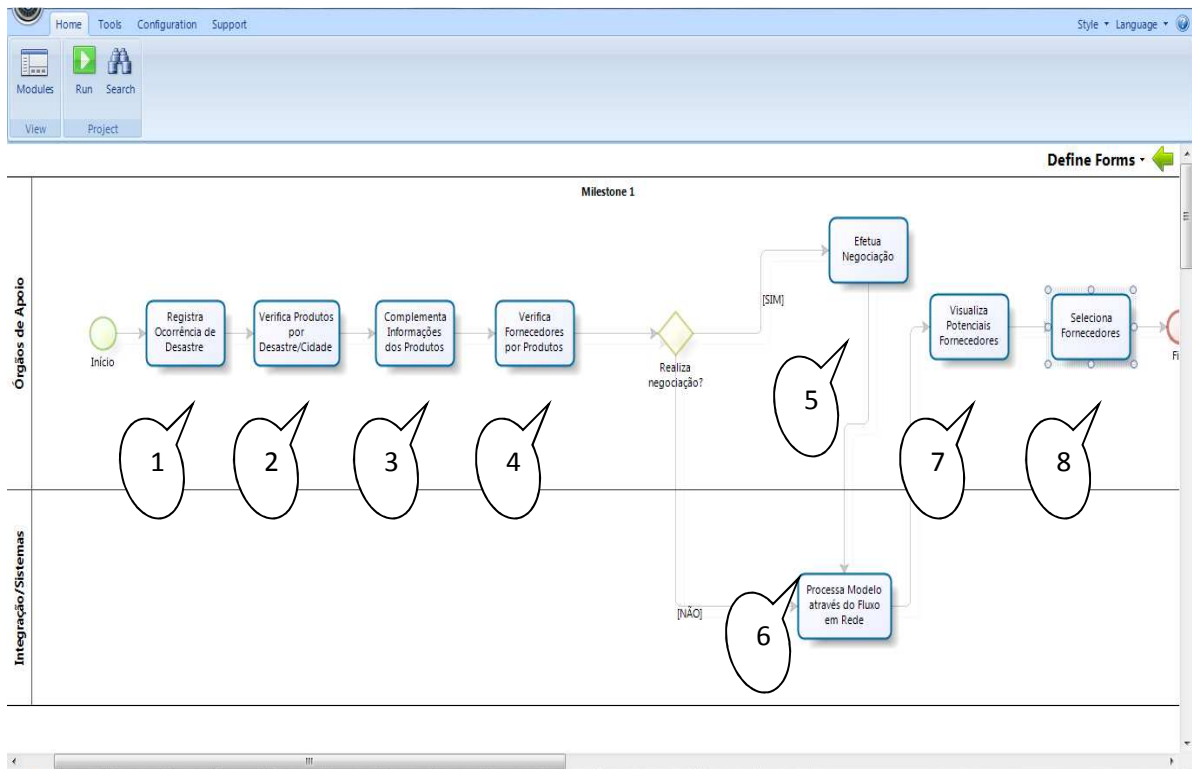 Home Tools Configuration Support
Style Language
Modules
Run Search
View Project
Define Forms
Milestone 1
Órgãos de Apoio
Início
Registra
Ocorrência de
Desastre
Verifica Produtos
por
Desastre/Cidade
Complementa
Informações
dos Produtos
Verifica
Fornecedores
por Produtos
Realiza
negociação?
[SIM]
Efetua
Negociação
Visualiza
Potenciais
Fornecedores
Seleciona
Fornecedores
Fi
1
2
3
4
5
7
8
Integração/Sistemas
[NÃO]
Processa Modelo
através do Fluxo
em Rede
6